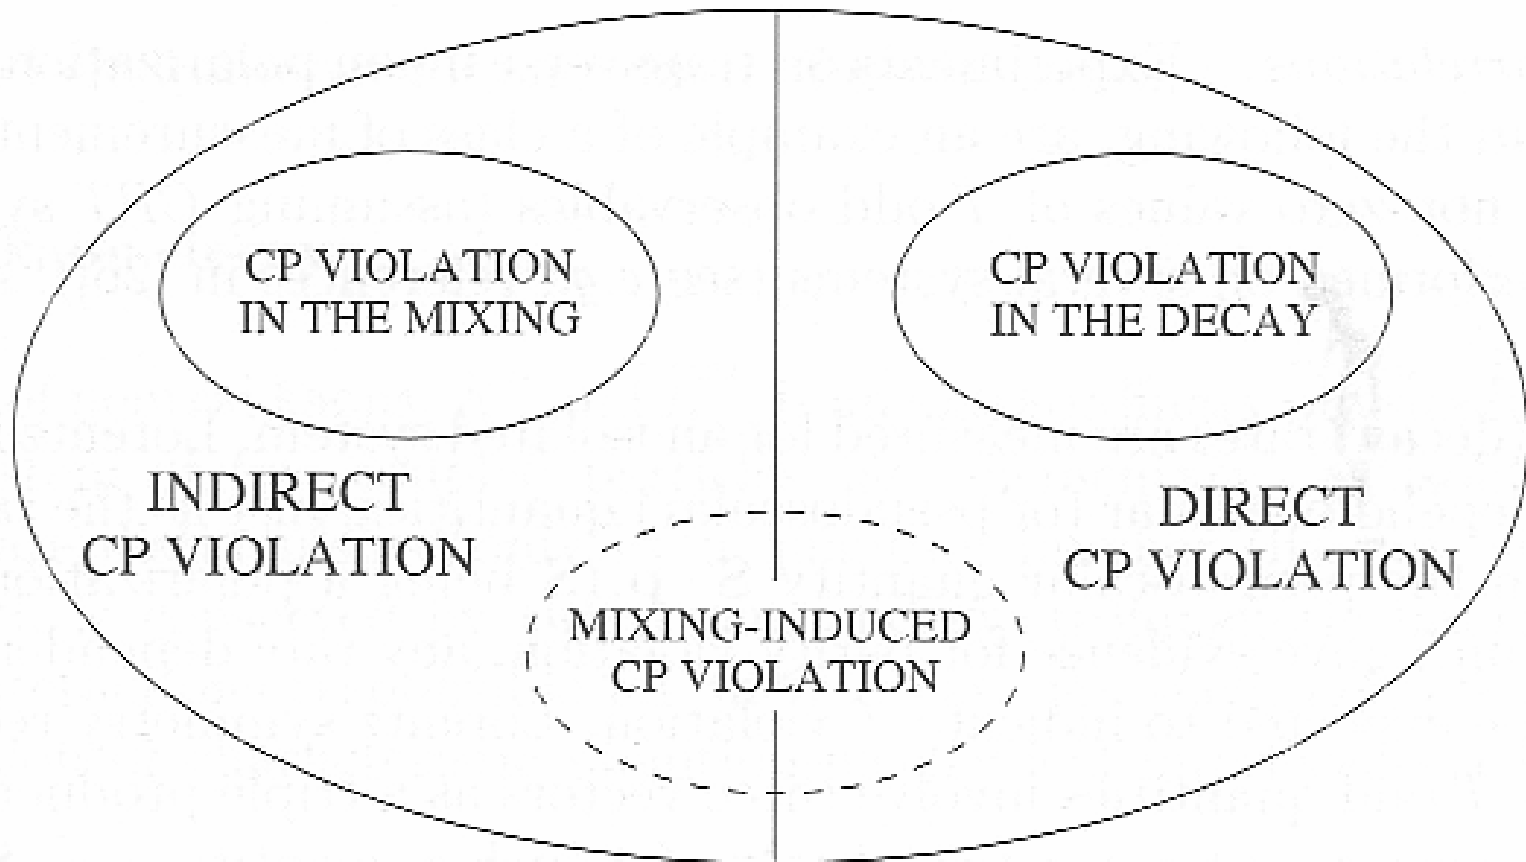 CP VIOLATION
IN THE MIXING
CP VIOLATION
IN THE DECAY
INDIRECT
CP VIOLATION
DIRECT
CP VIOLATION
MIXING-INDUCED
CP VIOLATION